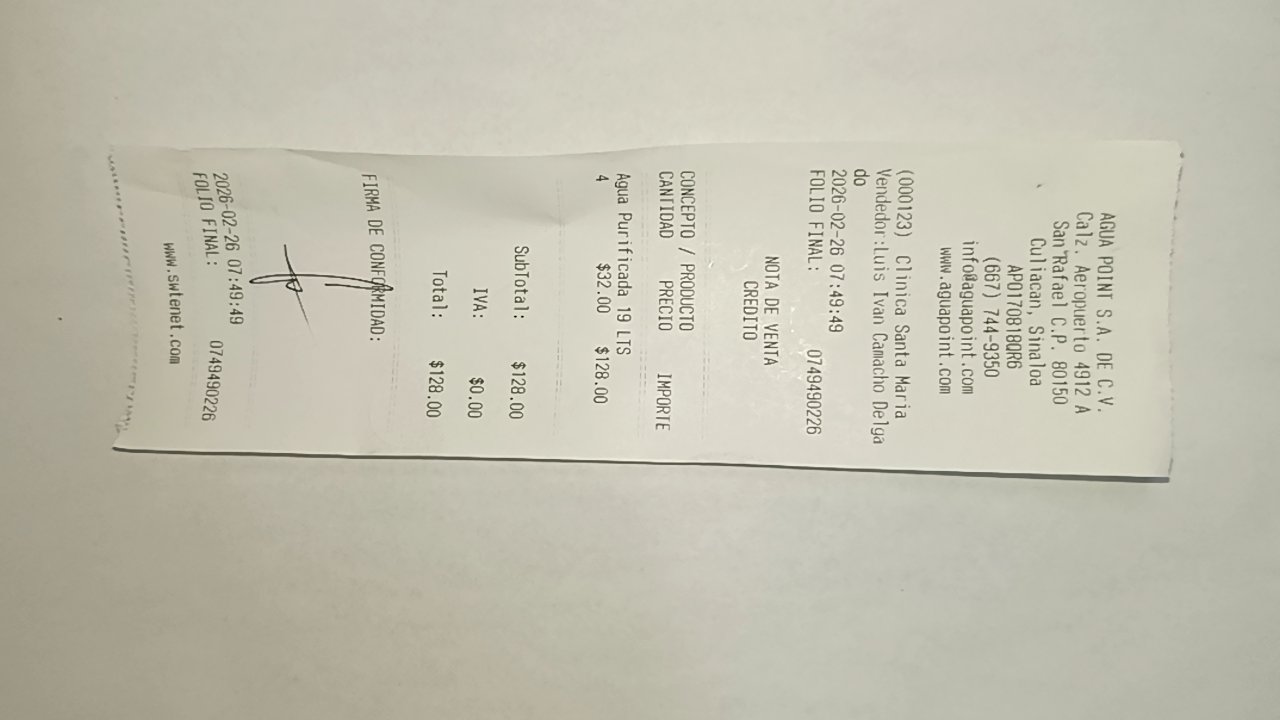 AGUA POINT S.A. DE C.V.
Calz. Aeropuerto 4912 A
San Rafael C.P. 80150
Culiacan, Sinaloa
APO170818QR6
(667) 744-9350
info@aguapoint.com
www.aguapoint.com
(000123) Clinica Santa Maria
Vendedor:Luis Ivan Camacho Delga
do
2026-02-26 07:49:49
FOLIO FINAL: 0749490226
NOTA DE VENTA
CREDITO
CONCEPTO / PRODUCTO
CANTIDAD PRECIO IMPORTE
Agua Purificada 19 LTS
4 $32.00 $128.00
SubTotal: $128.00
IVA: $0.00
Total: $128.00
FIRMA DE CONFORMIDAD:
2026-02-26 07:49:49
FOLIO FINAL: 0749490226
www.swtenet.com